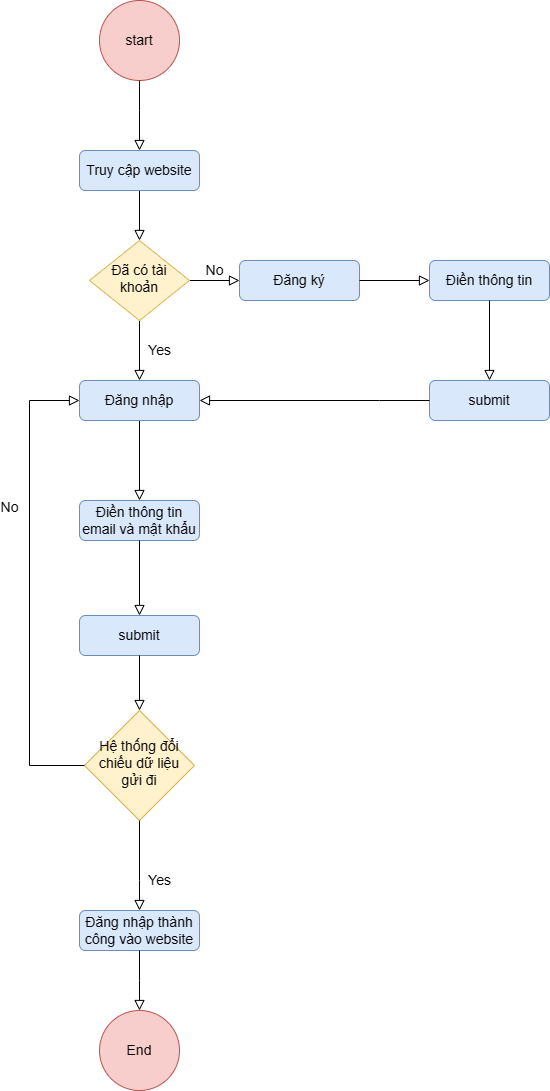 start
Truy cập website
Đã có tài
khoản
No
Đăng ký
Điền thông tin
Yes
Đăng nhập
submit
No
Điền thông tin
email và mật khẩu
submit
Hệ thống đổi
chiếu dữ liệu
gửi đi
Yes
Đăng nhập thành
công vào website
End